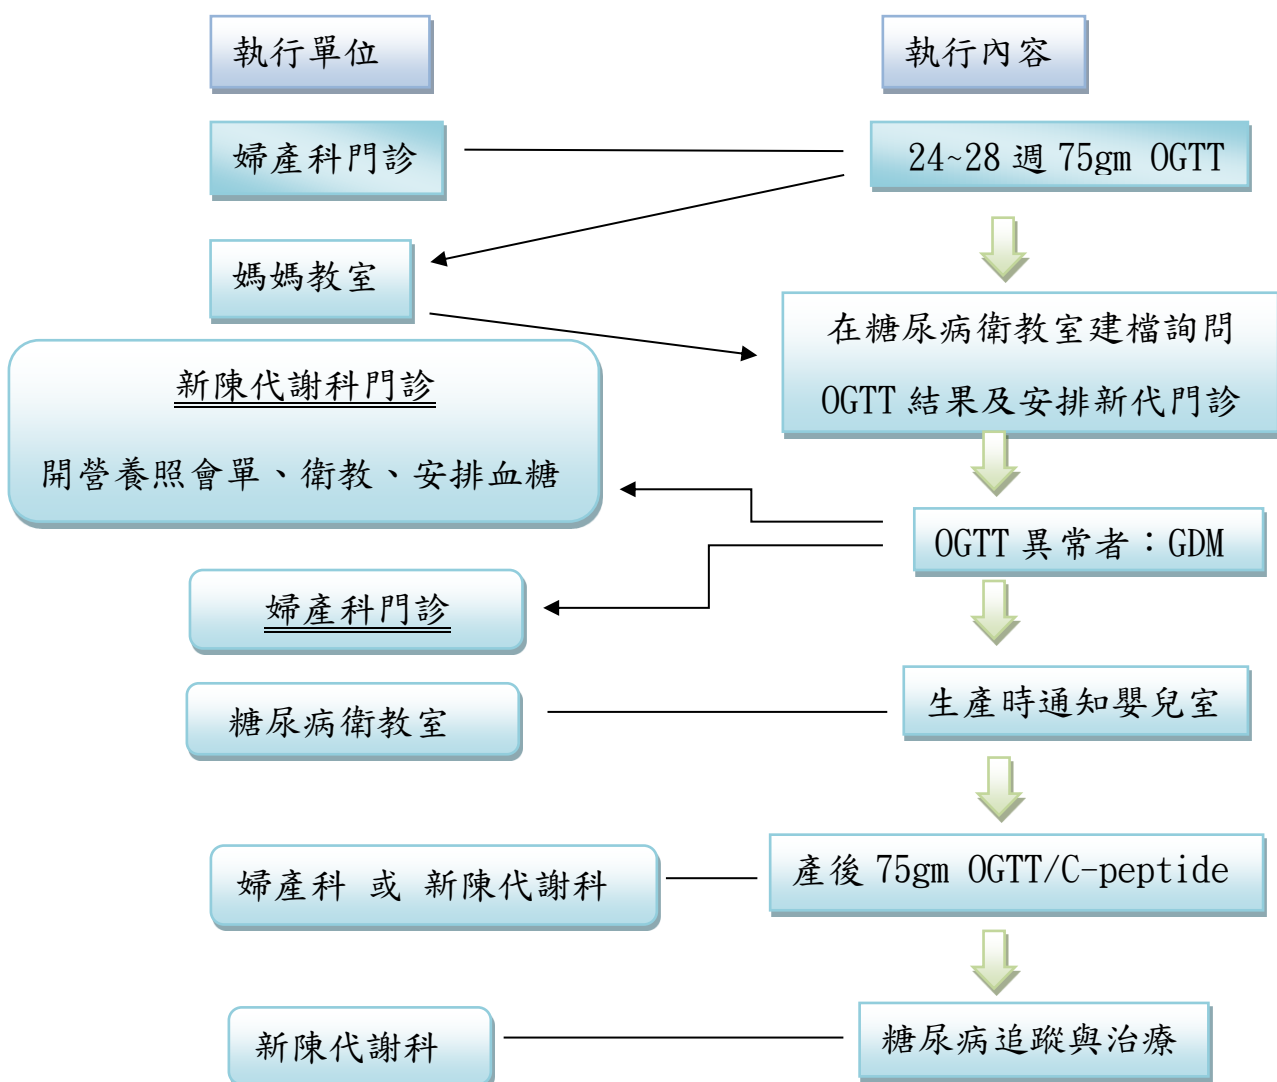 執行單位
執行內容
婦產科門診
24~28 週 75gm OGTT
媽媽教室
在糖尿病衛教室建檔詢問
OGTT 結果及安排新代門診
新陳代謝科門診
開營養照會單、衛教、安排血糖
OGTT 異常者：GDM
婦產科門診
糖尿病衛教室
生產時通知嬰兒室
婦產科 或 新陳代謝科
產後 75gm OGTT/C-peptide
新陳代謝科
糖尿病追蹤與治療